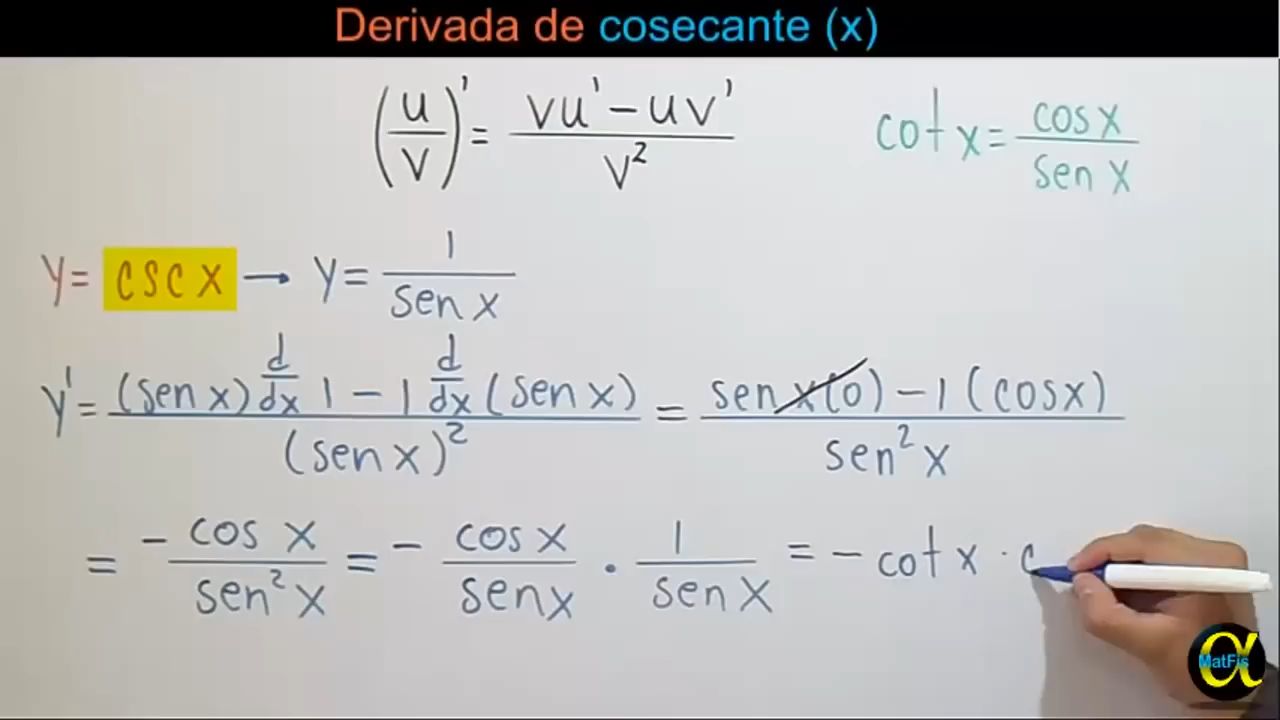 Derivada de cosecante (x)
(u/v)' = (vu' - uv')/v²
cot x = cos x/sen x
y = csc x → y = 1/sen x
y' = ((sen x) d/dx 1 - 1 d/dx (sen x))/(sen x)² = (sen x(0) - 1(cos x))/sen² x
= - cos x/sen² x = - cos x/sen x · 1/sen x = - cot x · c
MatFis
α